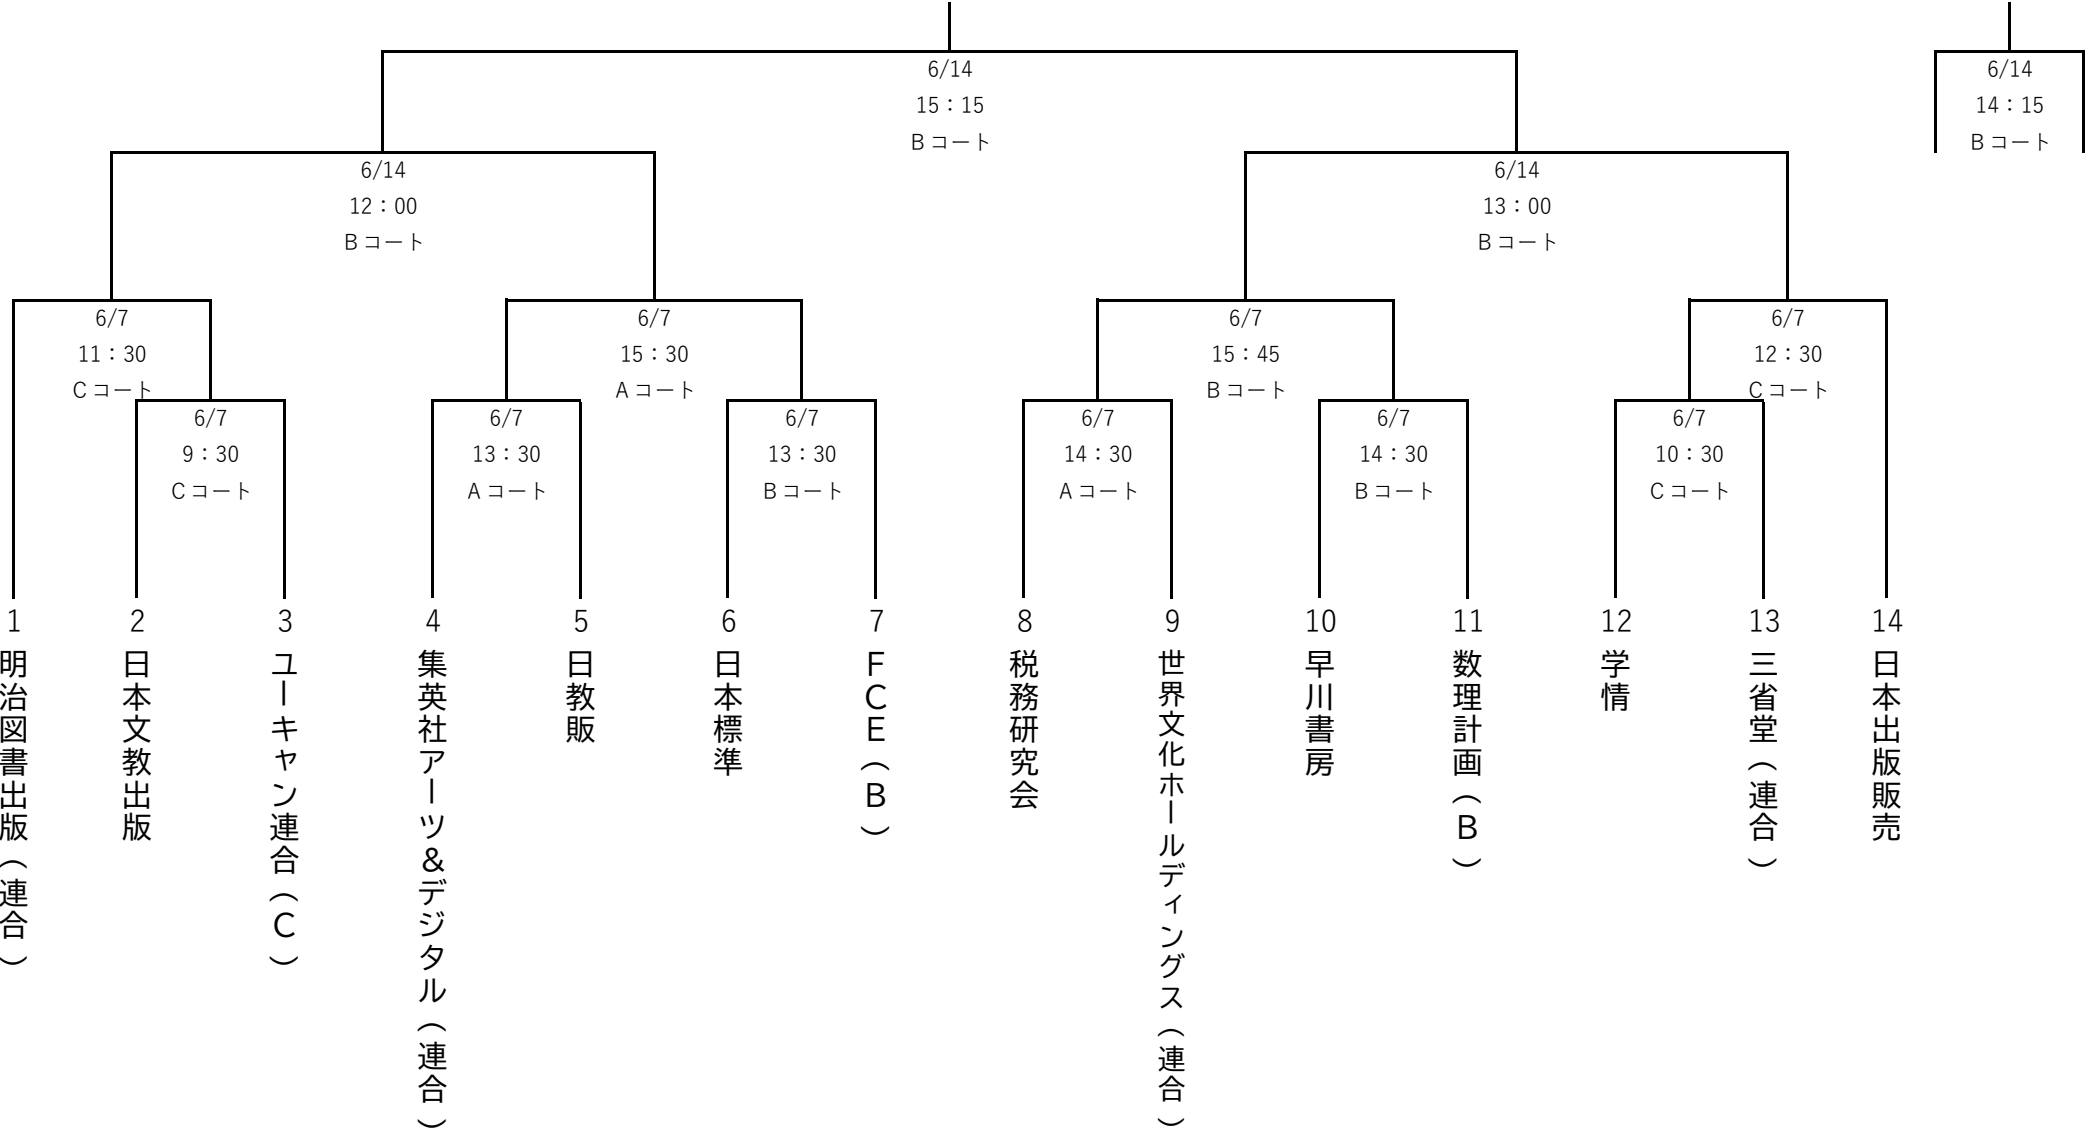 6/14
15：15
Bコート
6/14
14：15
Bコート
6/14
12：00
Bコート
6/14
13：00
Bコート
6/7
11：30
Cコート
6/7
15：30
Aコート
6/7
15：45
Bコート
6/7
12：30
Cコート
6/7
9：30
Cコート
6/7
13：30
Aコート
6/7
13：30
Bコート
6/7
14：30
Aコート
6/7
14：30
Bコート
6/7
10：30
Cコート
1
明治図書出版（連合）
2
日本文教出版
3
ユーキャン連合（C）
4
集英社アーツ＆デジタル（連合）
5
日教販
6
日本標準
7
FCE（B）
8
税務研究会
9
世界文化ホールディングス（連合）
10
早川書房
11
数理計画（B）
12
学情
13
三省堂（連合）
14
日本出版販売